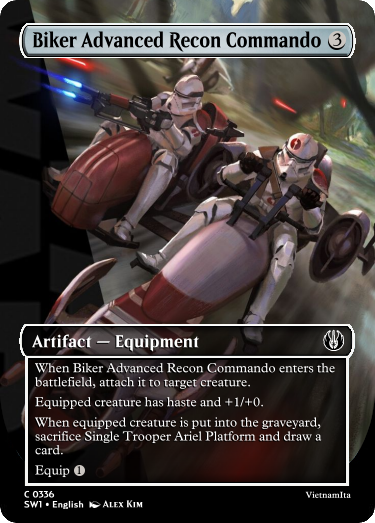 Biker Advanced Recon Commando 3
Artifact — Equipment
When Biker Advanced Recon Commando enters the
battlefield, attach it to target creature.
Equipped creature has haste and +1/+0.
When equipped creature is put into the graveyard,
sacrifice Single Trooper Ariel Platform and draw a
card.
Equip 1
C 0336
SW1 • English Alex Kim
VietnamIta